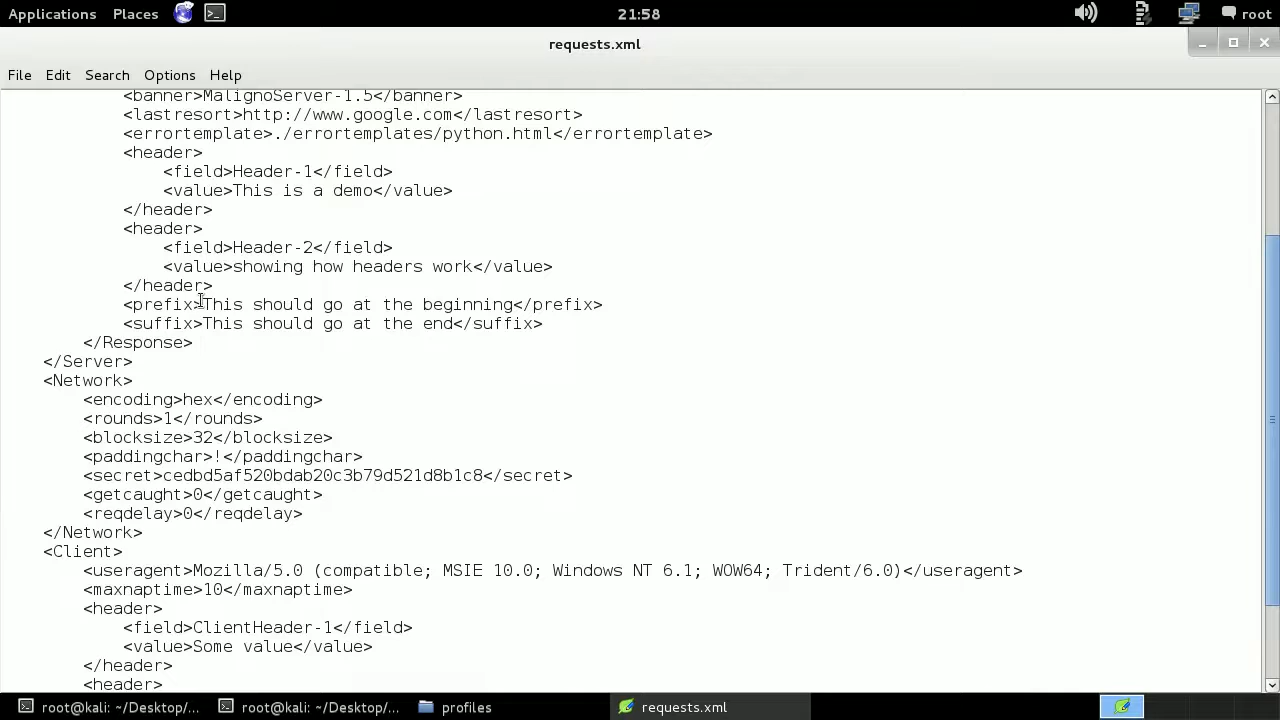 Applications Places 21:58 root
requests.xml
File Edit Search Options Help
<banner>MalignoServer-1.5</banner>
<lastresort>http://www.google.com</lastresort>
<errortemplate>./errortemplates/python.html</errortemplate>
<header>
<field>Header-1</field>
<value>This is a demo</value>
</header>
<header>
<field>Header-2</field>
<value>showing how headers work</value>
</header>
<prefix>This should go at the beginning</prefix>
<suffix>This should go at the end</suffix>
</Response>
</Server>
<Network>
<encoding>hex</encoding>
<rounds>1</rounds>
<blocksize>32</blocksize>
<paddingchar>!</paddingchar>
<secret>cedbd5af520bdab20c3b79d521d8b1c8</secret>
<getcaught>0</getcaught>
<reqdelay>0</reqdelay>
</Network>
<Client>
<useragent>Mozilla/5.0 (compatible; MSIE 10.0; Windows NT 6.1; WOW64; Trident/6.0)</useragent>
<maxnaptime>10</maxnaptime>
<header>
<field>ClientHeader-1</field>
<value>Some value</value>
</header>
<header>
root@kali: ~/Desktop/... root@kali: ~/Desktop/... profiles requests.xml